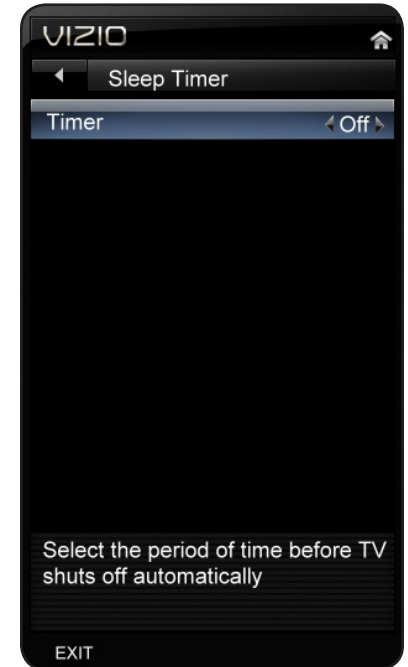 VIZIO
Sleep Timer
Timer Off
Select the period of time before TV
shuts off automatically
EXIT